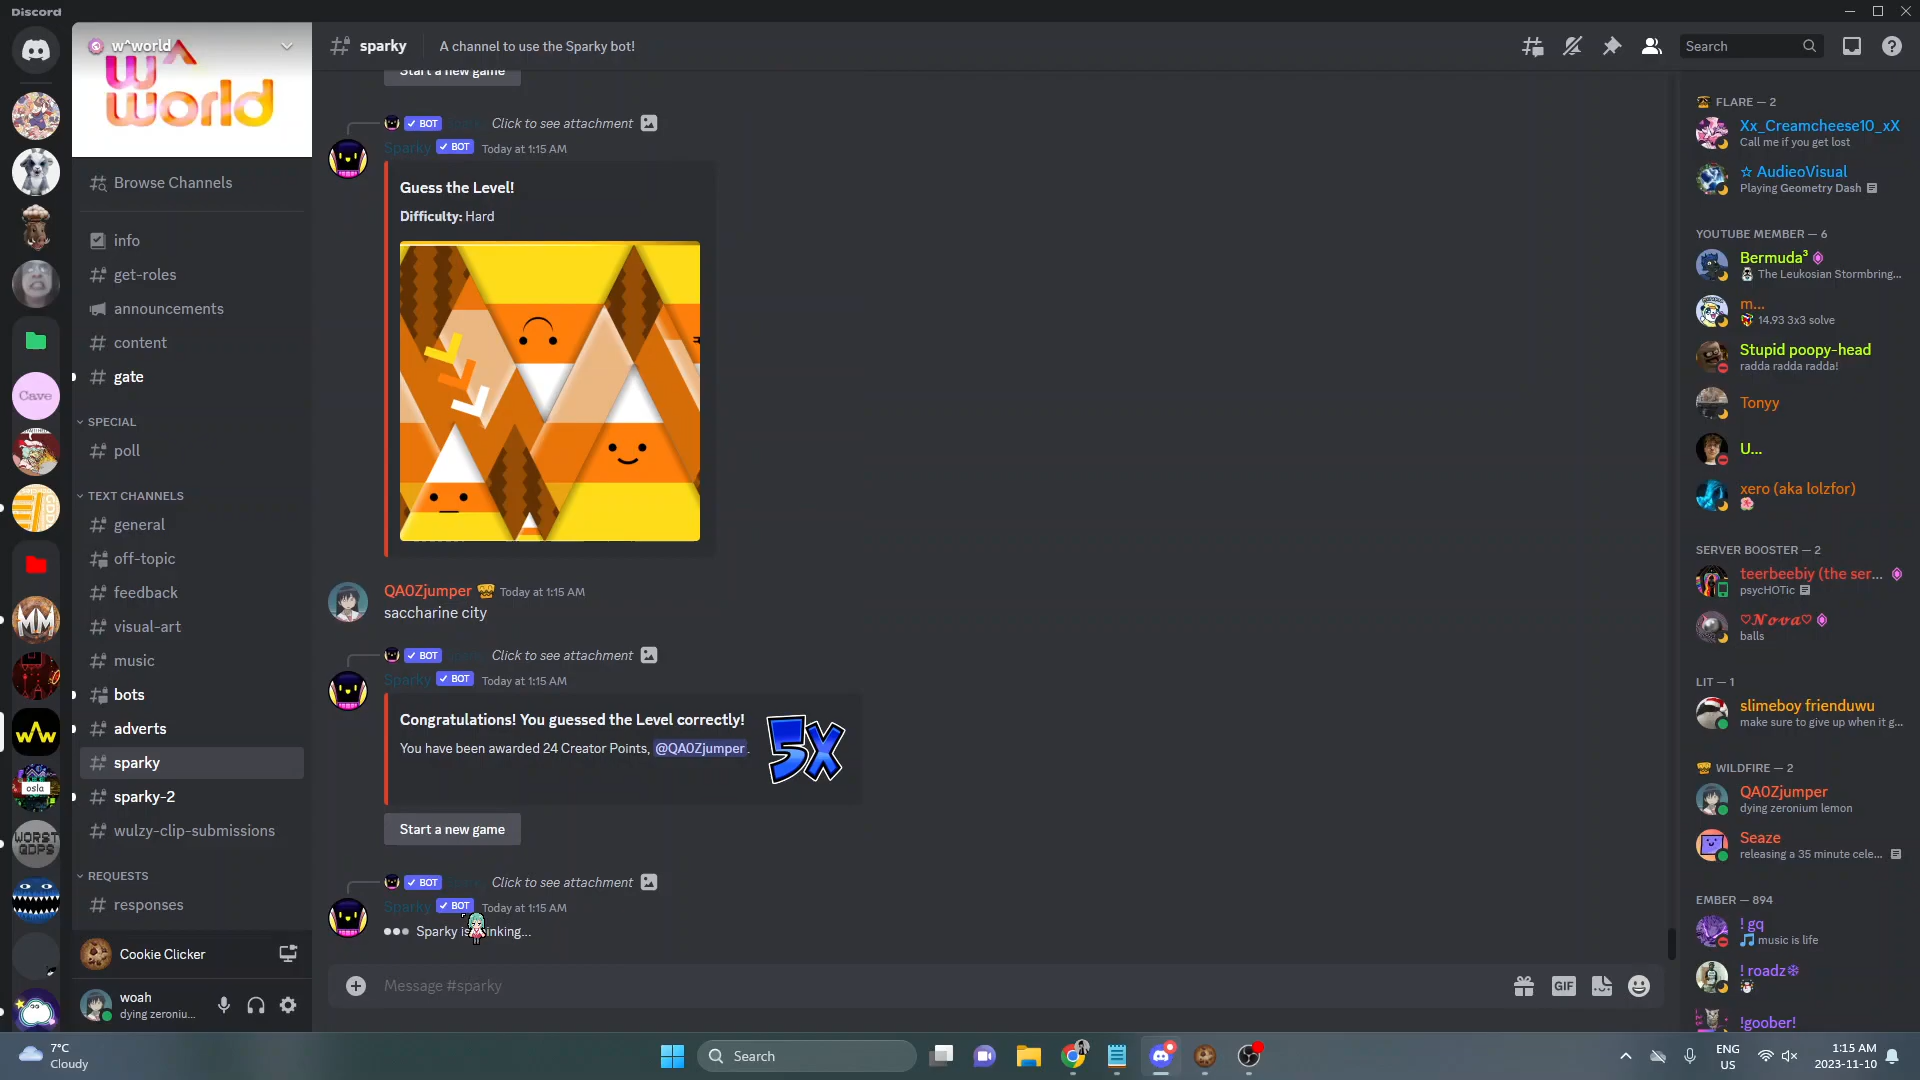 Discord
w^world
w^
world
Browse Channels
info
get-roles
announcements
content
gate
SPECIAL
poll
TEXT CHANNELS
general
off-topic
feedback
visual-art
music
bots
adverts
sparky
sparky-2
wulzy-clip-submissions
REQUESTS
responses
Cookie Clicker
woah
dying zeroniu...
Cave
MM
osla
WORST
GDPS
sparky
A channel to use the Sparky bot!
Search
Start a new game
BOT Click to see attachment
Sparky BOT Today at 1:15 AM
Guess the Level!
Difficulty: Hard
QA0Zjumper Today at 1:15 AM
saccharine city
BOT Click to see attachment
Sparky BOT Today at 1:15 AM
Congratulations! You guessed the Level correctly!
You have been awarded 24 Creator Points, @QA0Zjumper.
5X
Start a new game
BOT Click to see attachment
Sparky BOT Today at 1:15 AM
Sparky is inking...
Message #sparky
GIF
FLARE — 2
Xx_Creamcheese10_xX
Call me if you get lost
☆ AudieoVisual
Playing Geometry Dash
YOUTUBE MEMBER — 6
Bermuda³
The Leukosian Stormbring...
m...
14.93 3x3 solve
Stupid poopy-head
radda radda radda!
Tonyy
U...
xero (aka lolzfor)
SERVER BOOSTER — 2
teerbeebiy (the ser...
psycHOTic
♡𝑵𝒐𝒗𝒂♡
balls
LIT — 1
slimeboy frienduwu
make sure to give up when it g...
WILDFIRE — 2
QA0Zjumper
dying zeronium lemon
Seaze
releasing a 35 minute cele...
EMBER — 894
! gq
music is life
! roadz❄
!goober!
7°C
Cloudy
Search
ENG
US
1:15 AM
2023-11-10